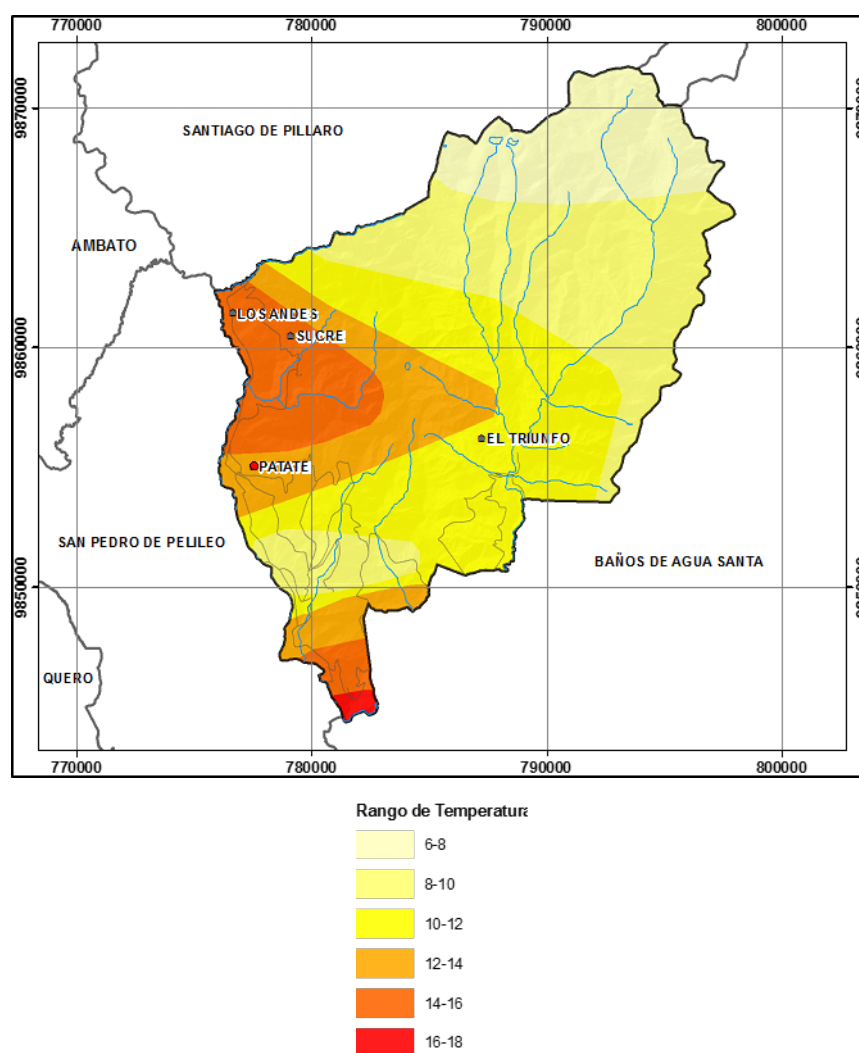 770000 780000 790000 800000
9870000
SANTIAGO DE PILLARO
AMBATO
LOS ANDES
SUCRE
9860000
EL TRIUNFO
PATATE
SAN PEDRO DE PELILEO
BAÑOS DE AGUA SANTA
9850000
QUERO
770000 780000 790000 800000
Rango de Temperatura
6-8
8-10
10-12
12-14
14-16
16-18